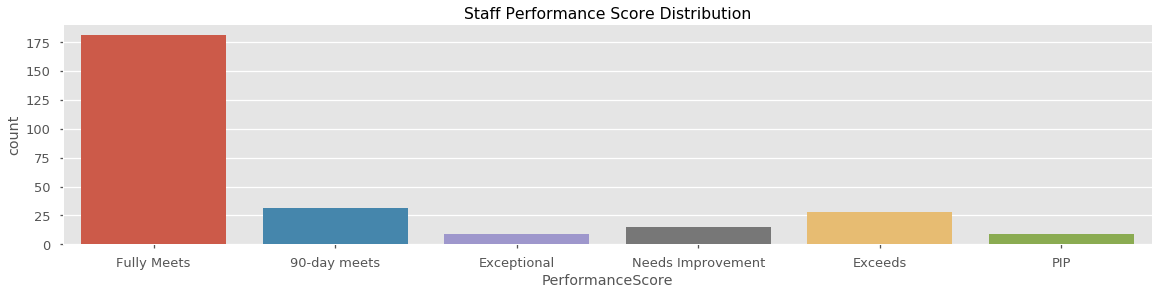 Staff Performance Score Distribution
175
150
125
100
75
50
25
0
count
Fully Meets 90-day meets Exceptional Needs Improvement Exceeds PIP
PerformanceScore